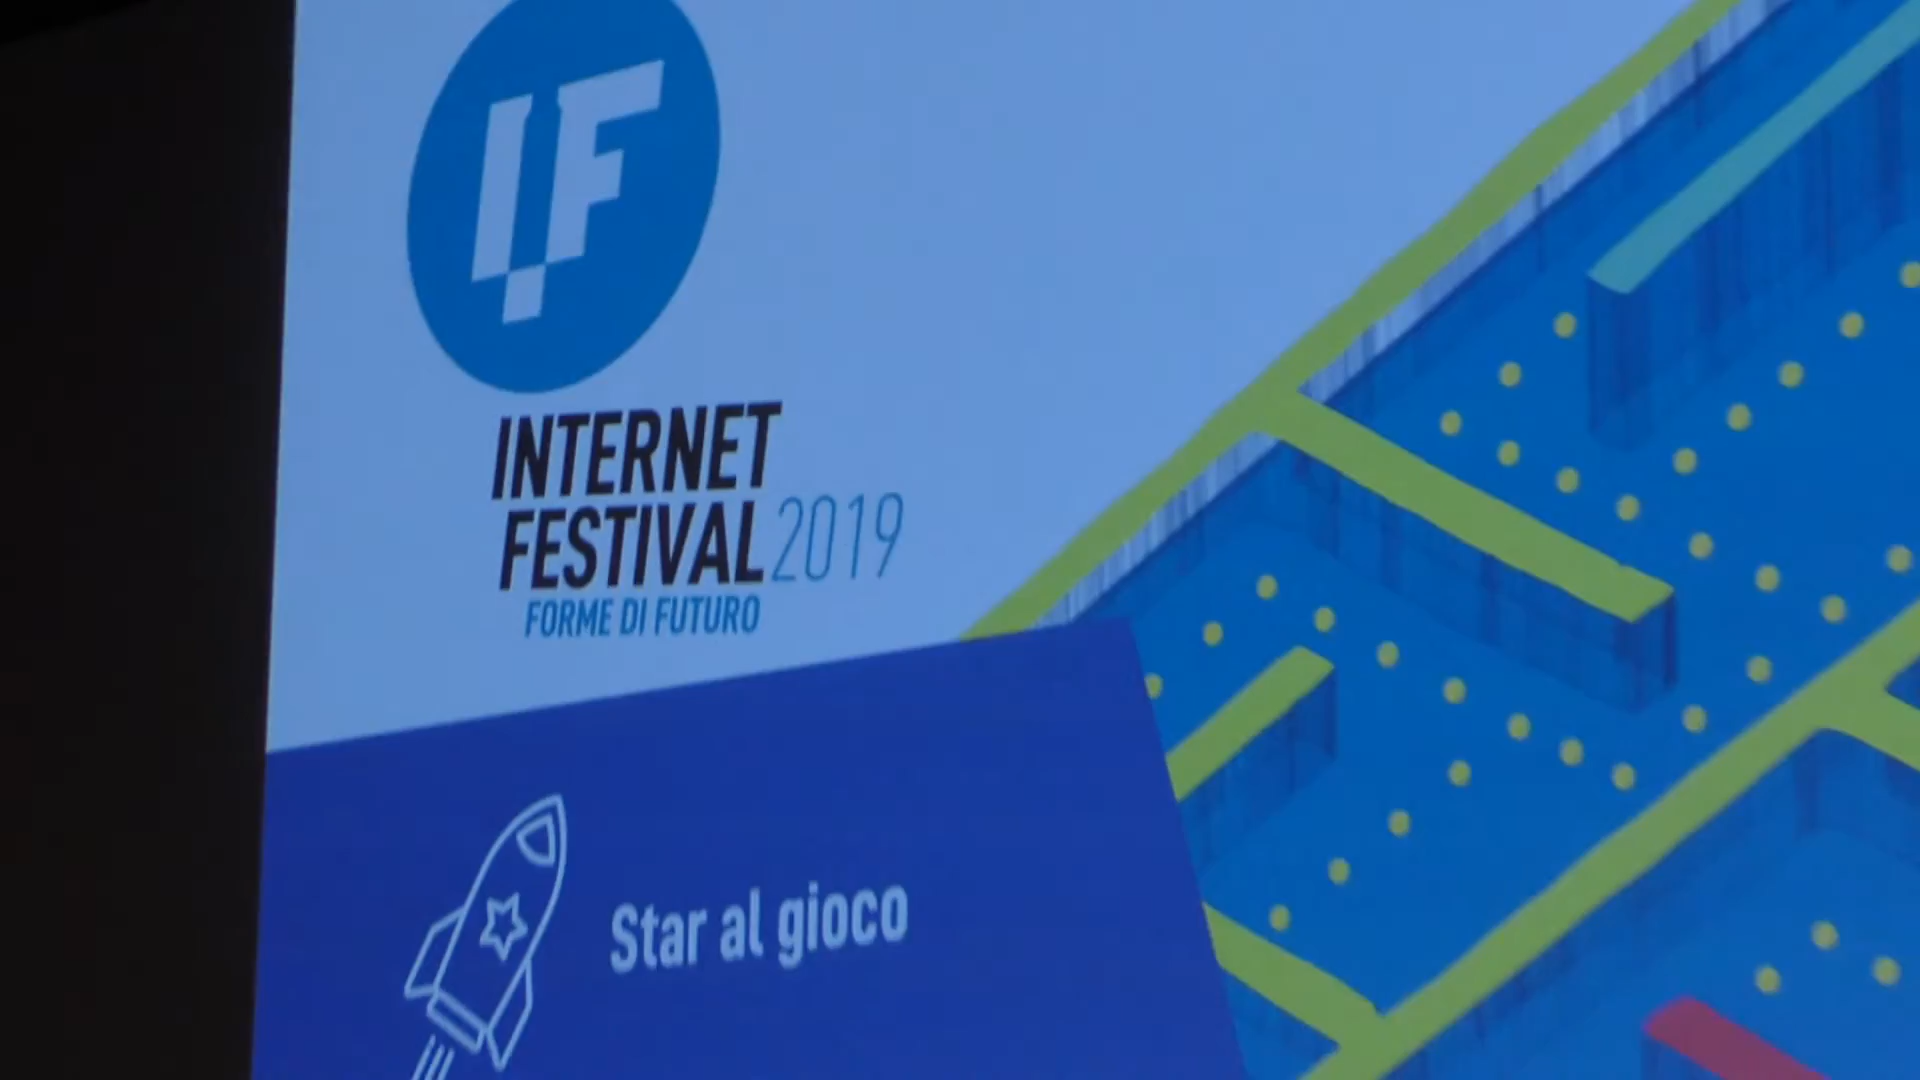 IF
INTERNET
FESTIVAL 2019
FORME DI FUTURO
Star al gioco